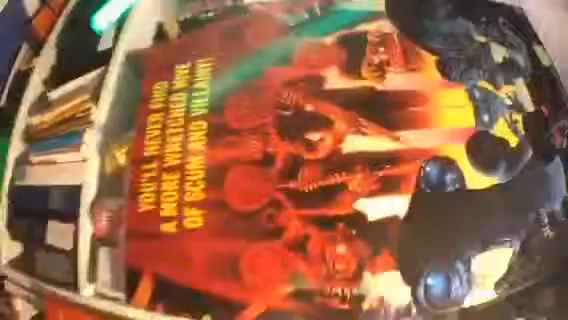 YOU'LL NEVER FIND
A MORE WRETCHED HIVE
OF SCUM AND VILLAINY!